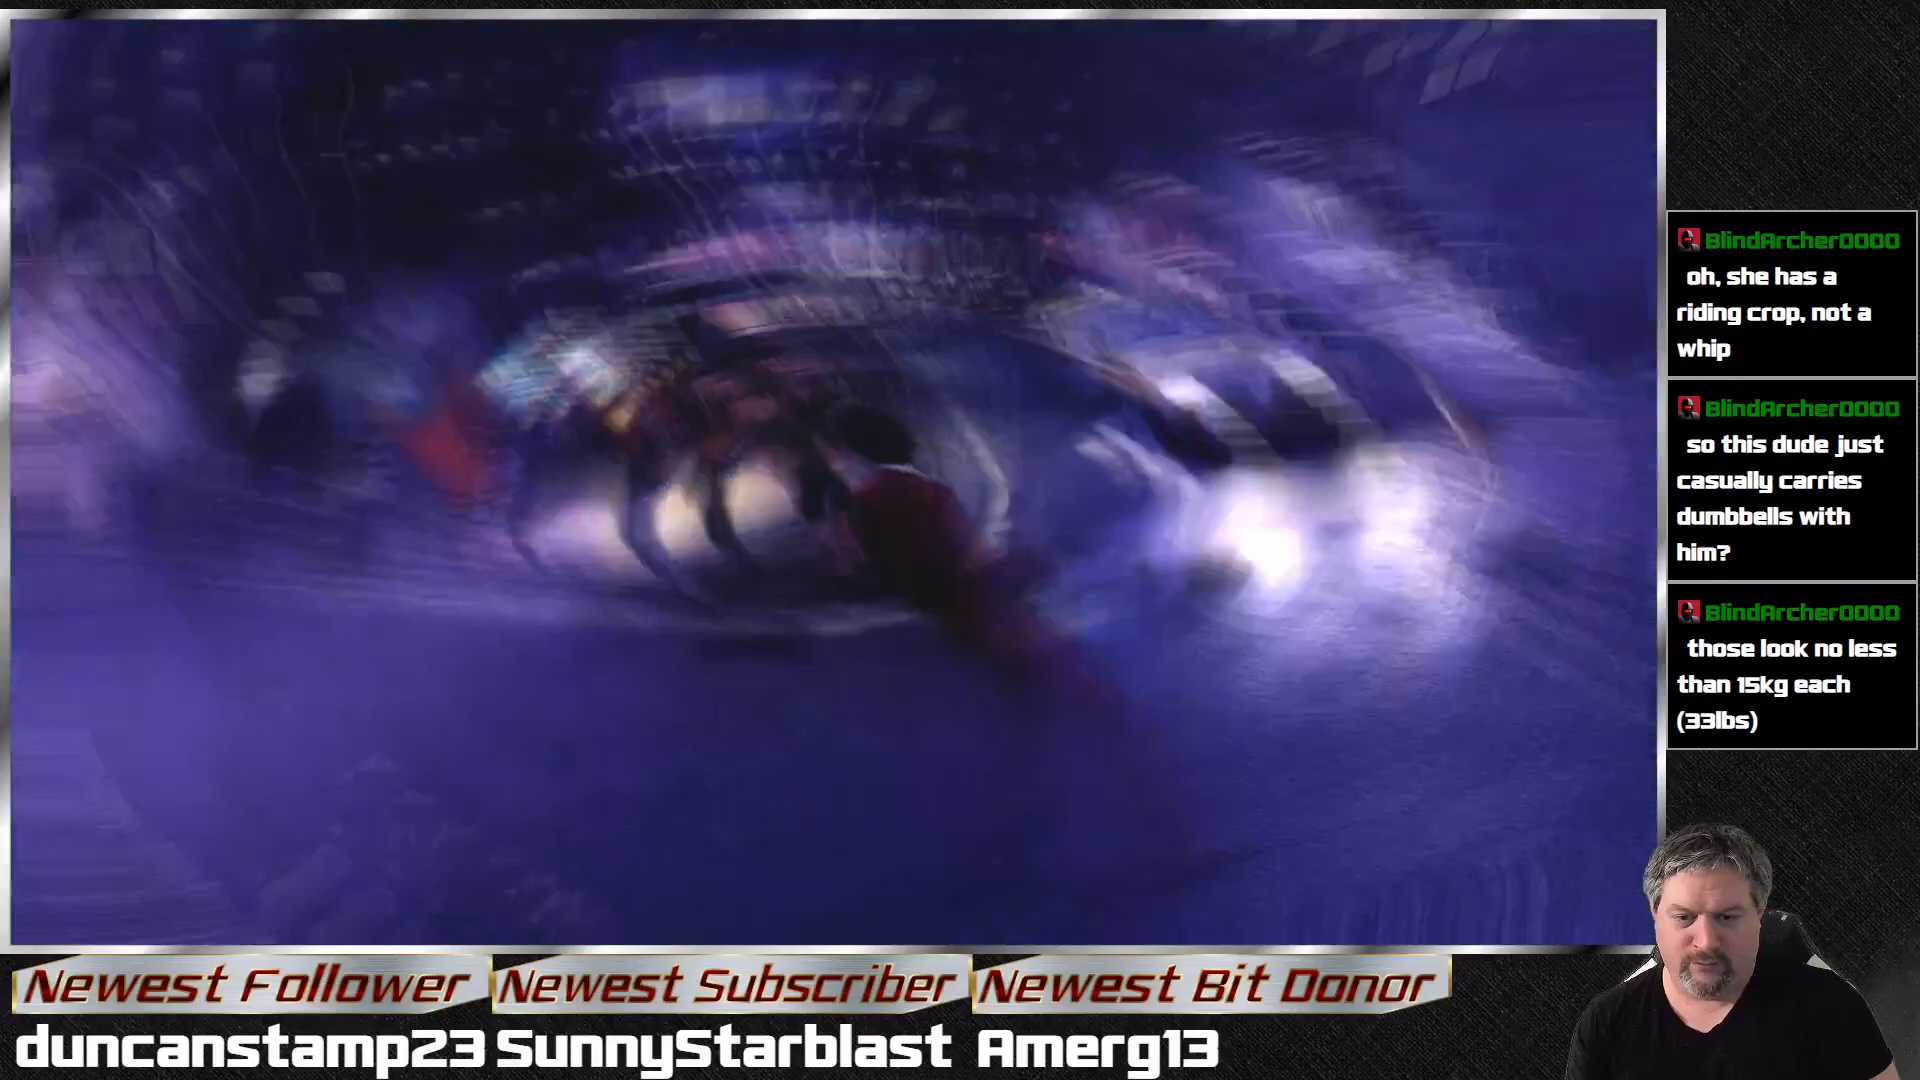 BlindArcher0000
oh, she has a
riding crop, not a
whip
BlindArcher0000
so this dude just
casually carries
dumbbells with
him?
BlindArcher0000
those look no less
than 15kg each
(33lbs)
Newest Follower Newest Subscriber Newest Bit Donor
duncanstamp23 SunnyStarblast Amerg13